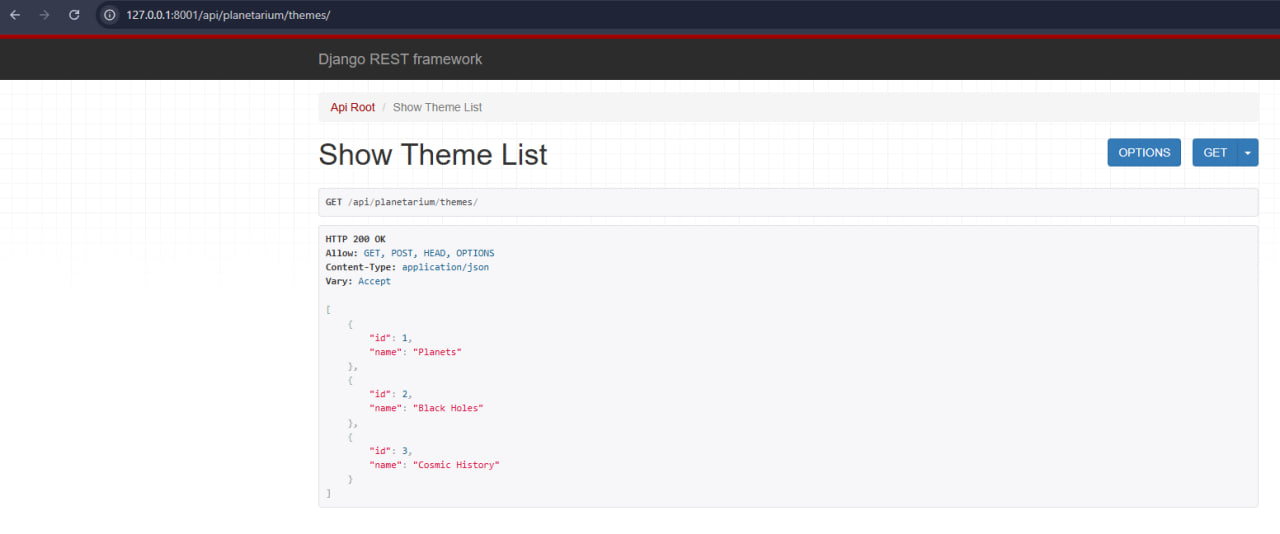 127.0.0.1:8001/api/planetarium/themes/
Django REST framework
Api Root / Show Theme List
Show Theme List
OPTIONS
GET
GET /api/planetarium/themes/
HTTP 200 OK
Allow: GET, POST, HEAD, OPTIONS
Content-Type: application/json
Vary: Accept
[
    {
        "id": 1,
        "name": "Planets"
    },
    {
        "id": 2,
        "name": "Black Holes"
    },
    {
        "id": 3,
        "name": "Cosmic History"
    }
]